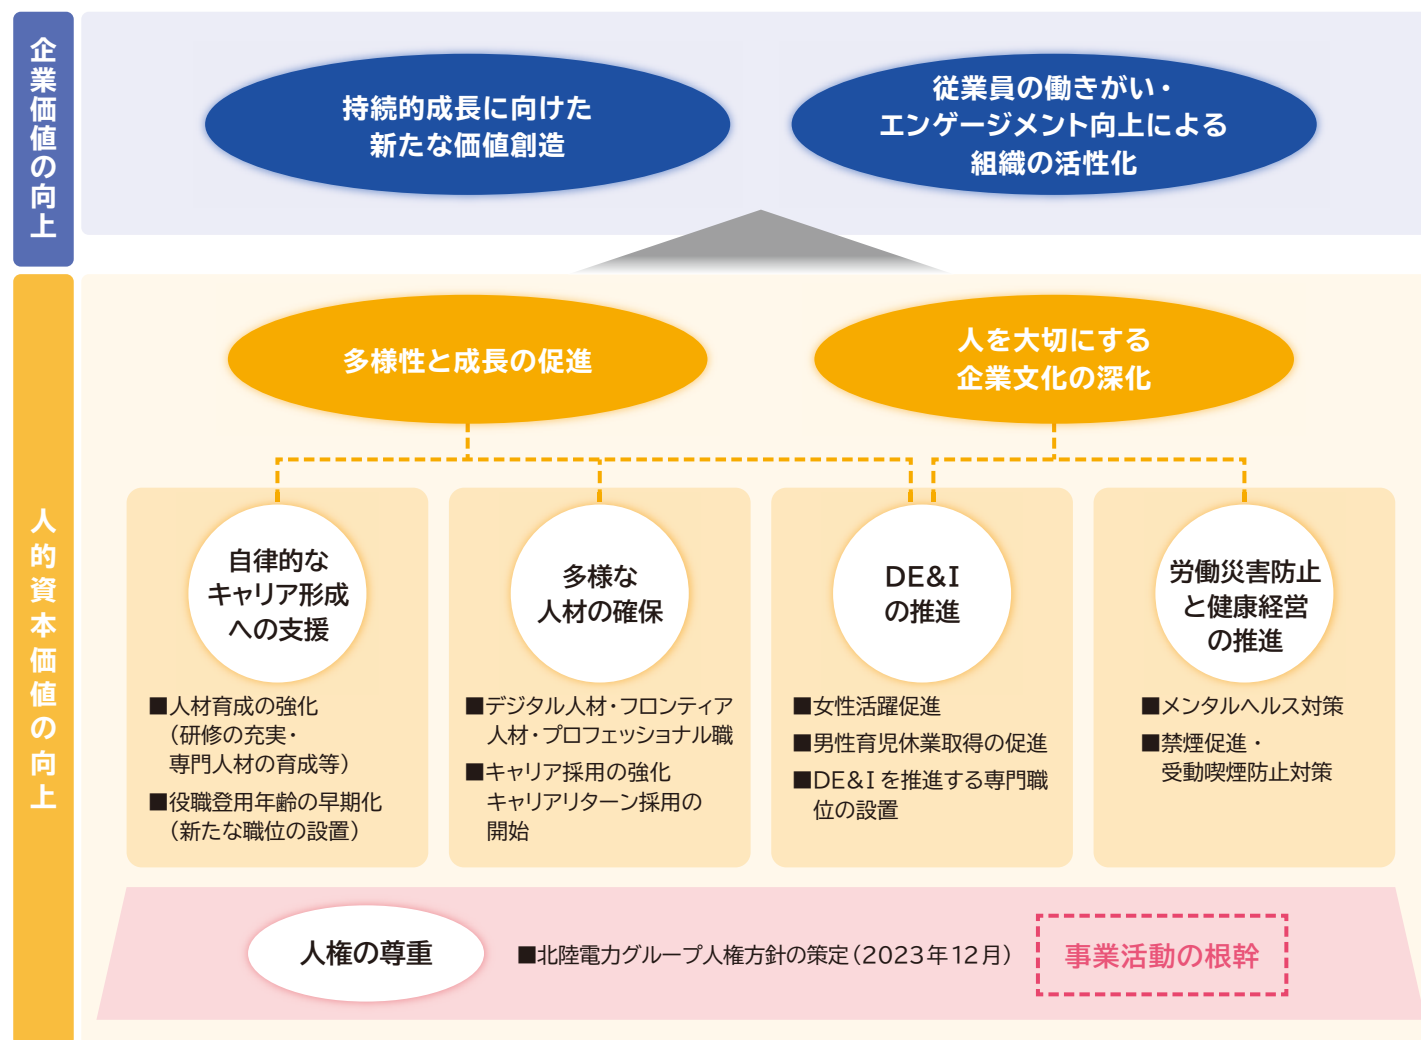 企業価値の向上
持続的成長に向けた
新たな価値創造
従業員の働きがい・
エンゲージメント向上による
組織の活性化
人的資本価値の向上
多様性と成長の促進
人を大切にする
企業文化の深化
自律的な
キャリア形成
への支援
■人材育成の強化
（研修の充実・
専門人材の育成等）
■役職登用年齢の早期化
（新たな職位の設置）
多様な
人材の確保
■デジタル人材・フロンティア
人材・プロフェッショナル職
■キャリア採用の強化
キャリアリターン採用の
開始
DE&I
の推進
■女性活躍促進
■男性育児休業取得の促進
■DE&Iを推進する専門職
位の設置
労働災害防止
と健康経営
の推進
■メンタルヘルス対策
■禁煙促進・
受動喫煙防止対策
人権の尊重
■北陸電力グループ人権方針の策定（2023年12月）
事業活動の根幹